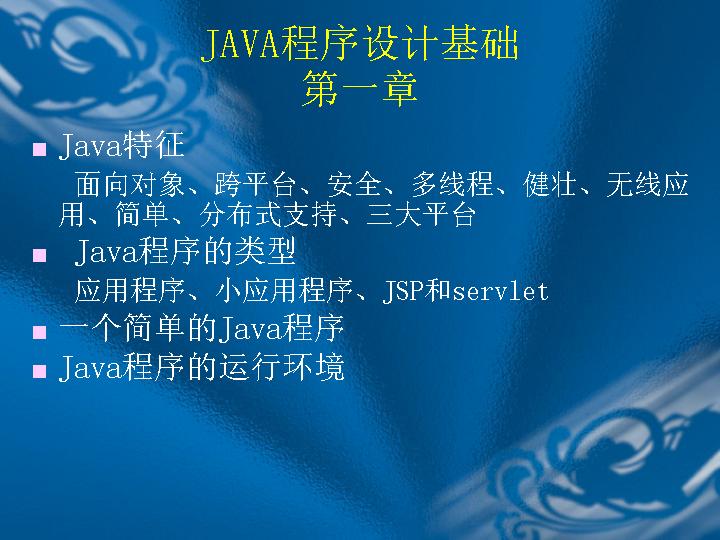 JAVA程序设计基础
第一章
Java特征
面向对象、跨平台、安全、多线程、健壮、无线应
用、简单、分布式支持、三大平台
Java程序的类型
应用程序、小应用程序、JSP和servlet
一个简单的Java程序
Java程序的运行环境